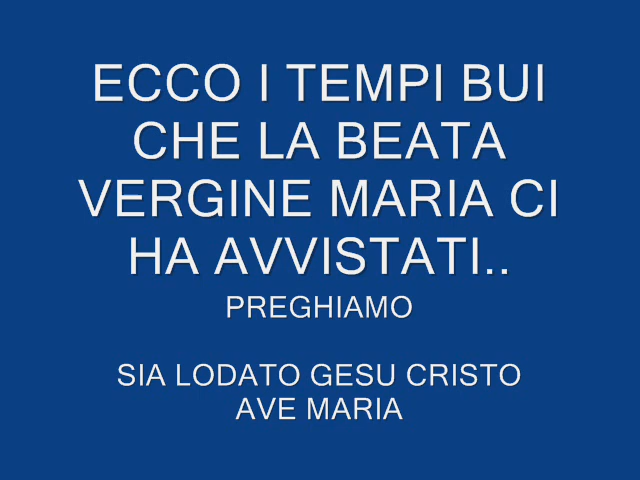 ECCO I TEMPI BUI
CHE LA BEATA
VERGINE MARIA CI
HA AVVISTATI..
PREGHIAMO
SIA LODATO GESU CRISTO
AVE MARIA